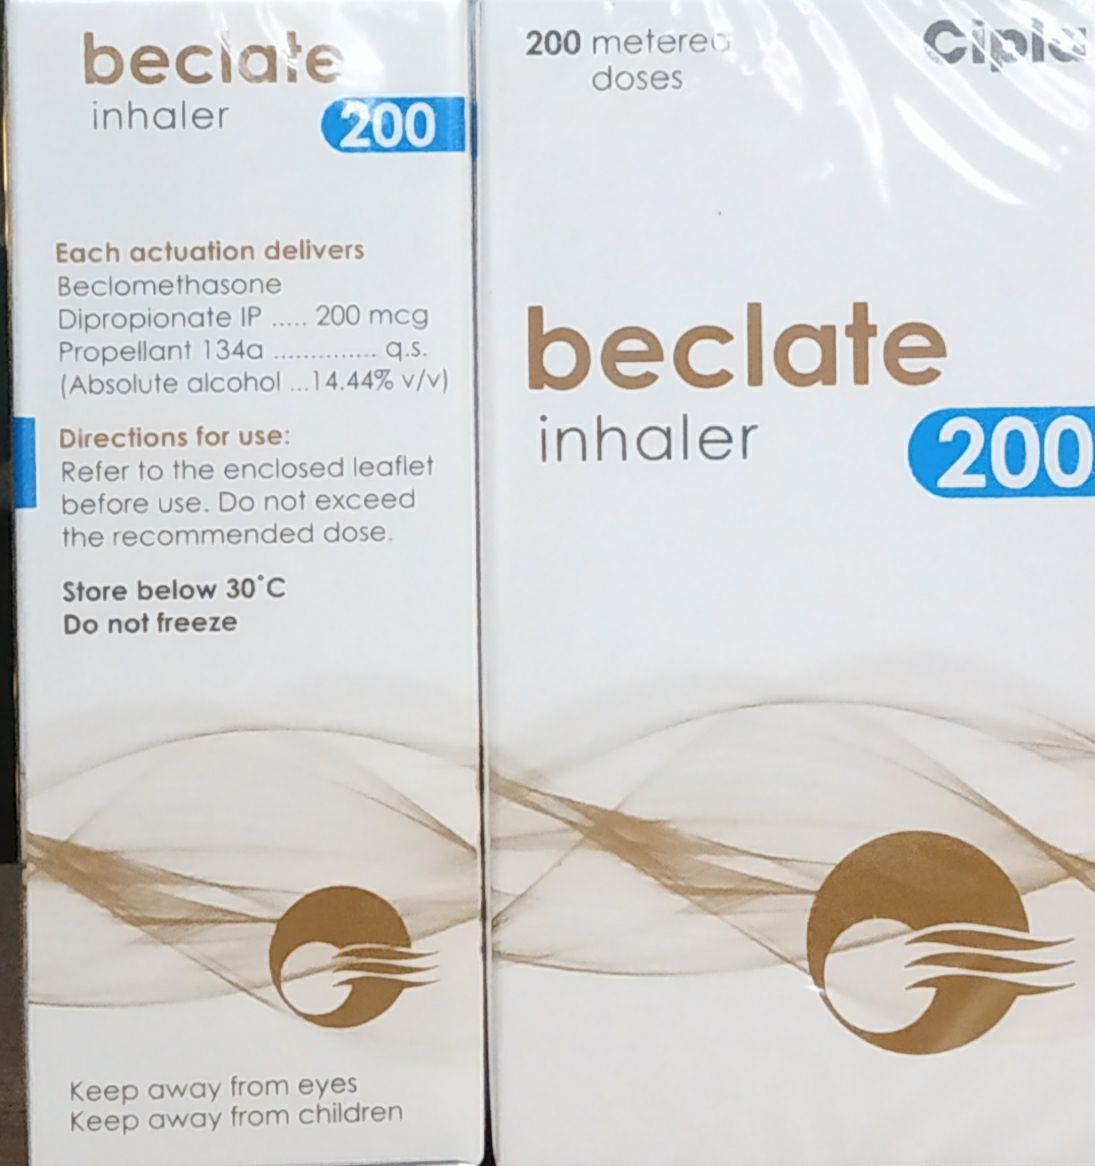 beclate
inhaler
200
Each actuation delivers
Beclomethasone
Dipropionate IP ..... 200 mcg
Propellant 134a .............. q.s.
(Absolute alcohol ...14.44% v/v)
Directions for use:
Refer to the enclosed leaflet
before use. Do not exceed
the recommended dose.
Store below 30°C
Do not freeze
Keep away from eyes
Keep away from children
200 metered
doses
Cipla
beclate
inhaler
200